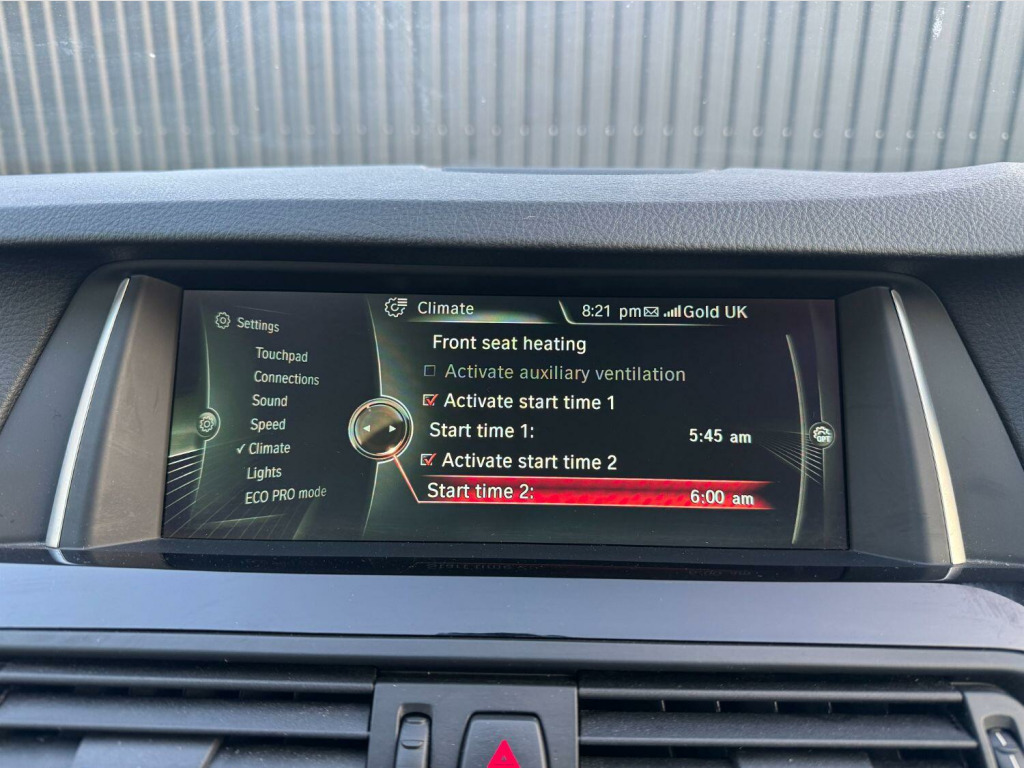 Settings
Touchpad
Connections
Sound
Speed
Climate
Lights
ECO PRO mode
Climate
8:21 pm Gold UK
Front seat heating
Activate auxiliary ventilation
Activate start time 1
Start time 1: 5:45 am
Activate start time 2
Start time 2: 6:00 am
OPT